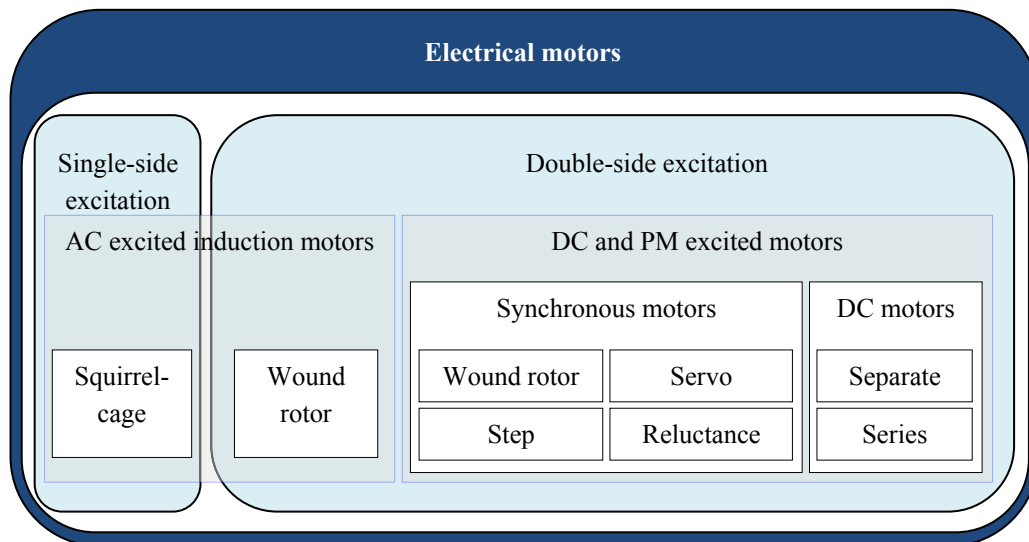 Electrical motors
Single-side
excitation
Double-side excitation
AC excited induction motors
DC and PM excited motors
Synchronous motors
DC motors
Squirrel-
cage
Wound
rotor
Wound rotor
Servo
Separate
Step
Reluctance
Series